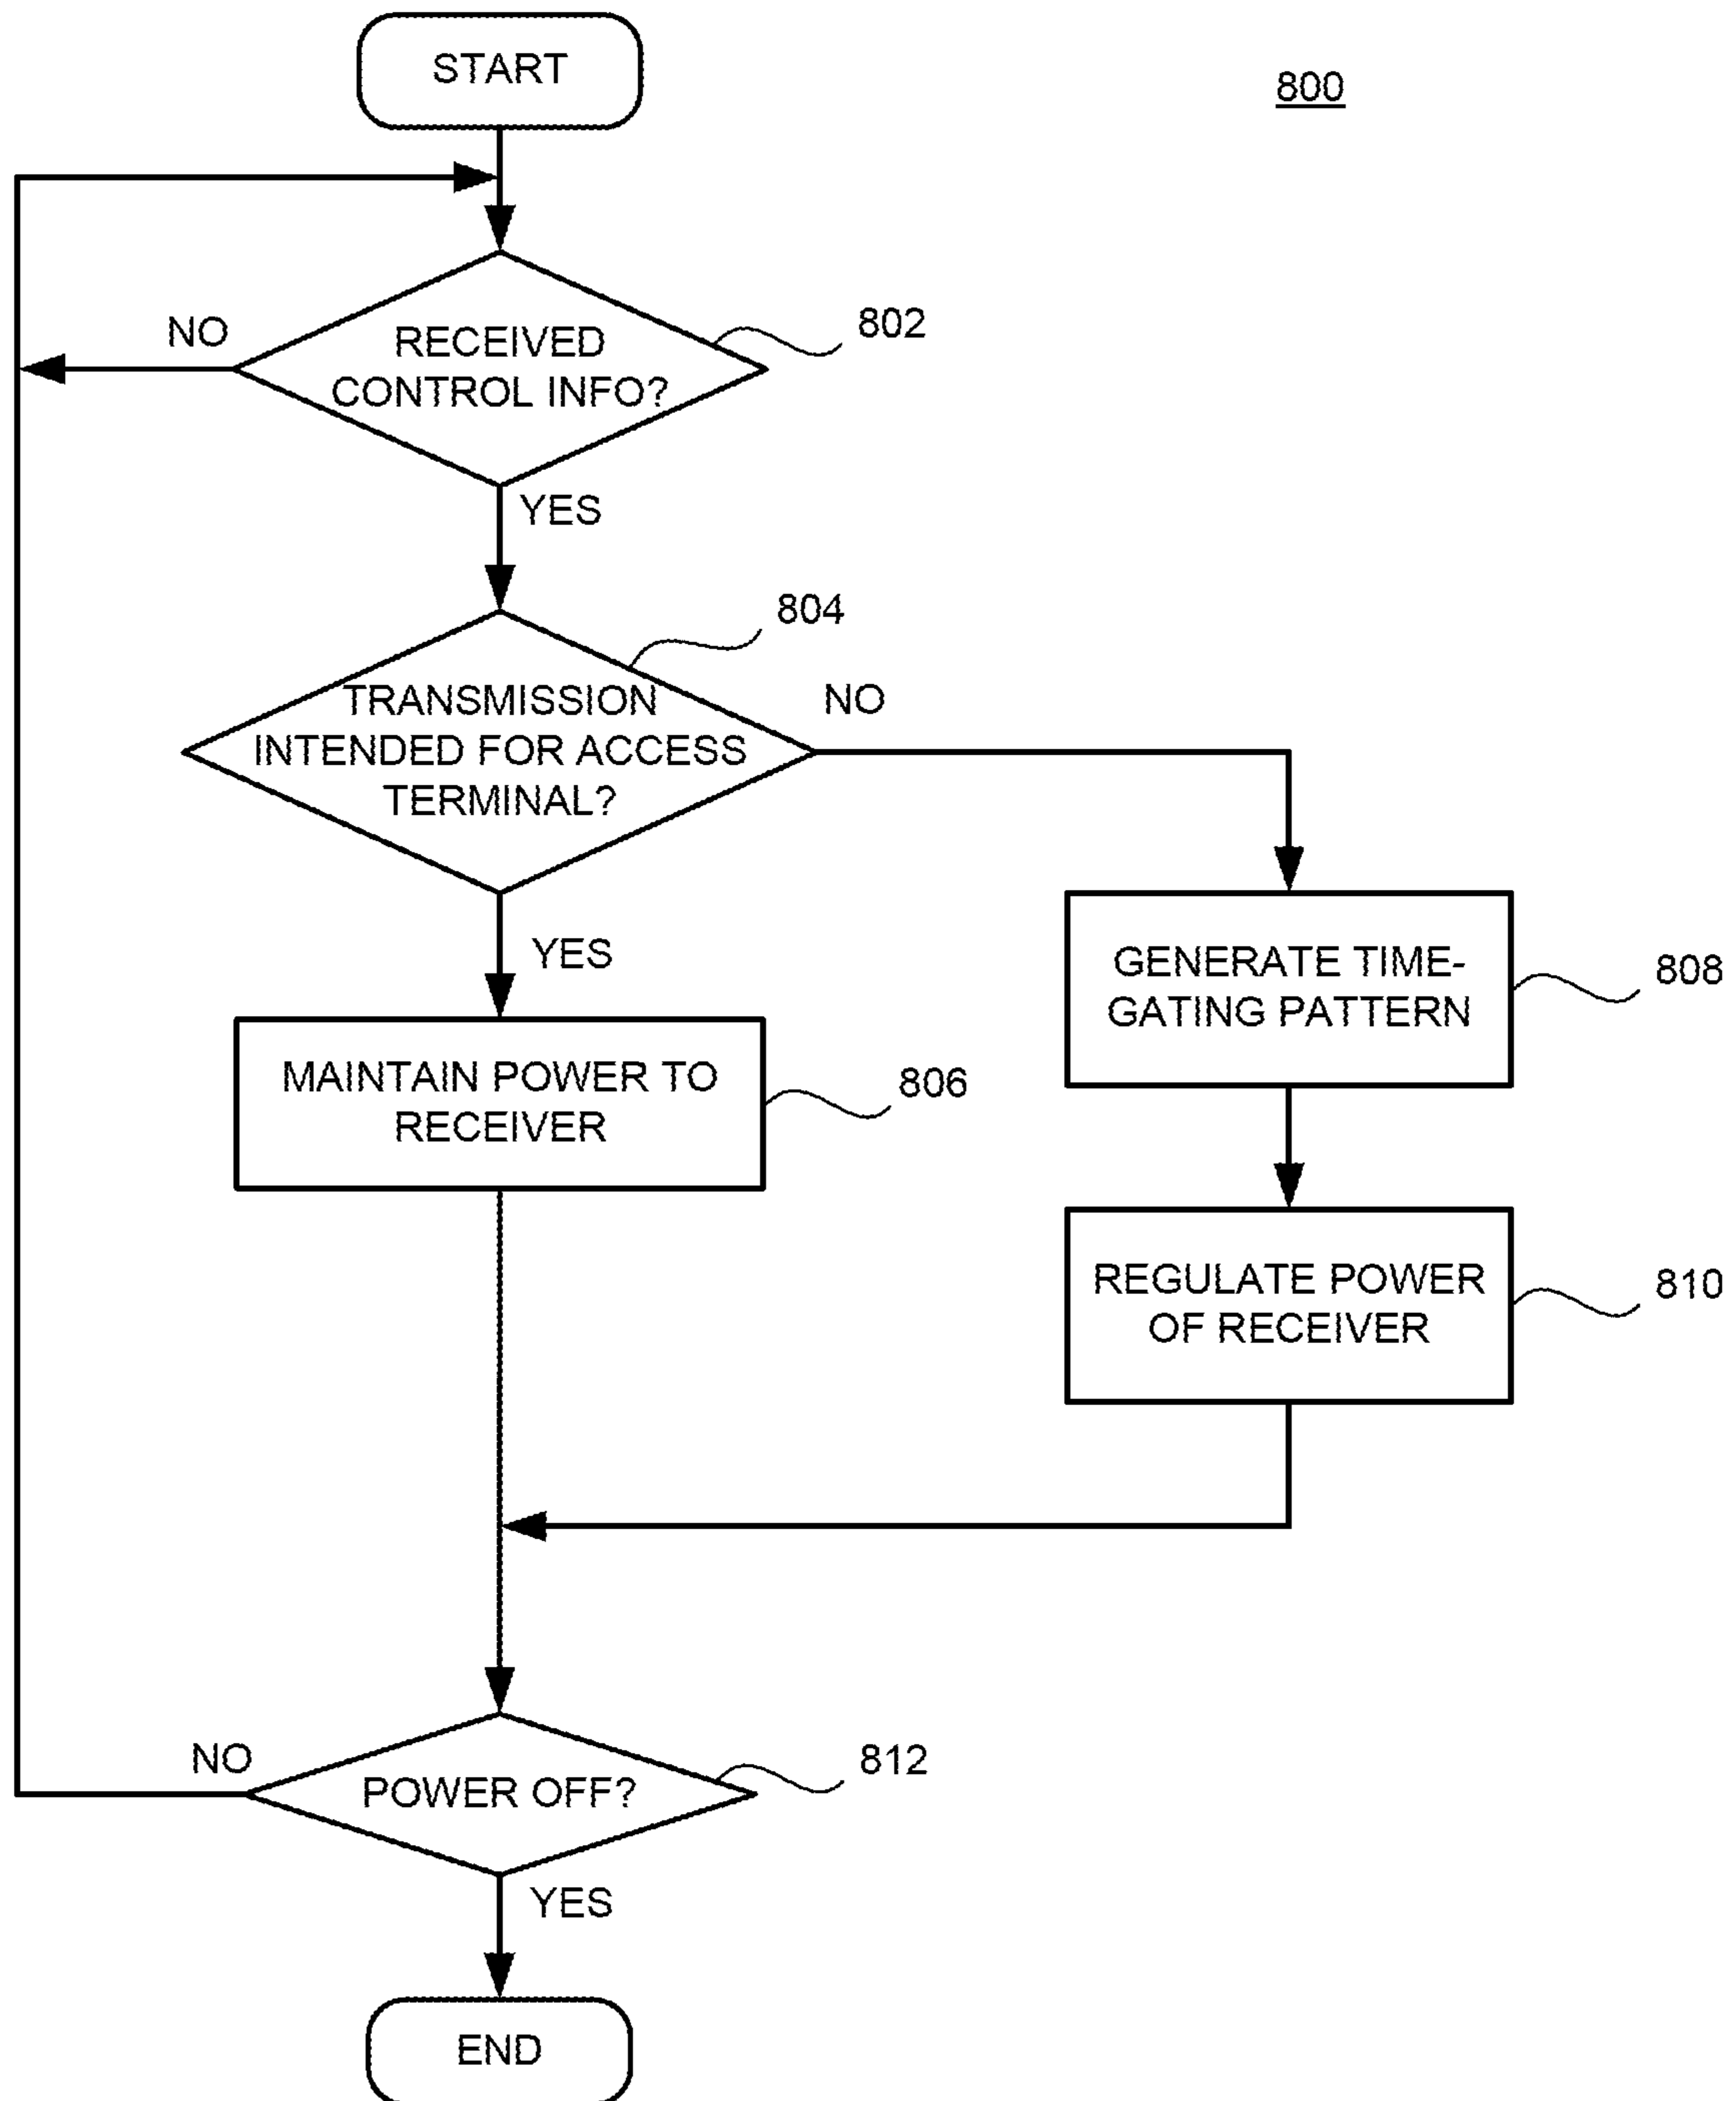 START
800
NO
RECEIVED
CONTROL INFO?
802
YES
804
TRANSMISSION
INTENDED FOR ACCESS
TERMINAL?
NO
YES
GENERATE TIME-
GATING PATTERN
808
MAINTAIN POWER TO
RECEIVER
806
REGULATE POWER
OF RECEIVER
810
NO
POWER OFF?
812
YES
END